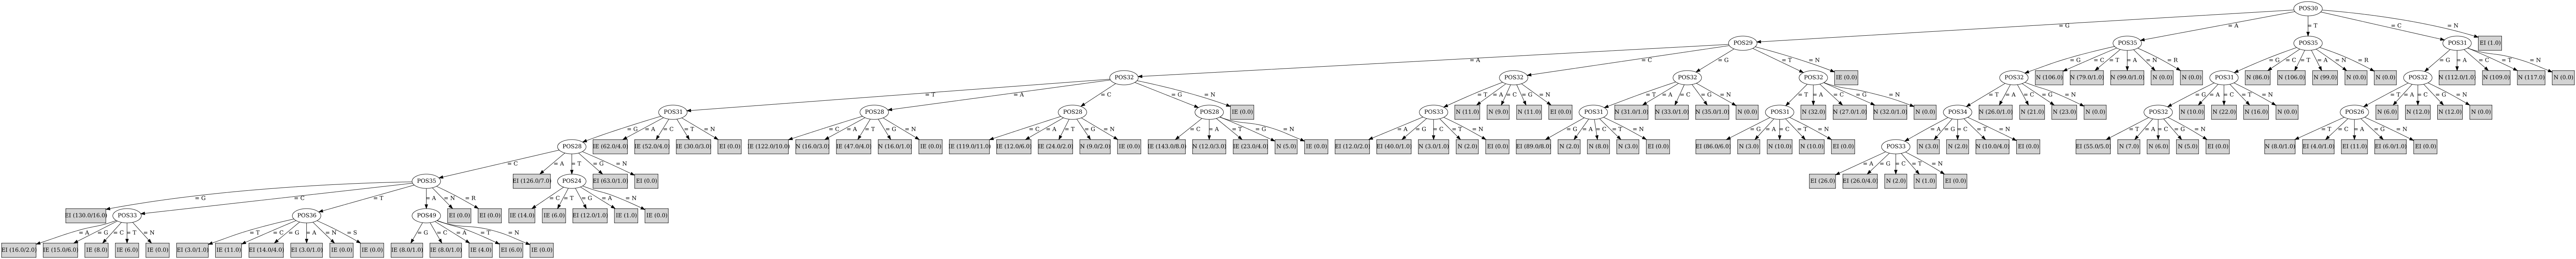 POS30
= G = A = T = C = N
POS29 POS35 POS35 POS31 EI (1.0)
= A = C = G = T = N = G = C = T = A = N = R = G = C = T = A = N = R = G = A = C = T = N
POS32 POS32 POS32 POS32 IE (0.0) POS32 N (106.0) N (79.0/1.0) N (99.0/1.0) N (0.0) N (0.0) POS31 N (86.0) N (106.0) N (99.0) N (0.0) N (0.0) POS32 N (112.0/1.0) N (109.0) N (117.0) N (0.0)
= T = A = C = G = N = T = A = C = G = N = T = A = C = G = N = T = A = C = G = N = T = A = C = G = N = G = A = C = T = N = T = A = C = G = N
POS31 POS28 POS28 POS28 IE (0.0) POS33 N (11.0) N (9.0) N (11.0) EI (0.0) POS31 N (31.0/1.0) N (33.0/1.0) N (35.0/1.0) N (0.0) POS31 N (32.0) N (27.0/1.0) N (32.0/1.0) N (0.0) POS34 N (26.0/1.0) N (21.0) N (23.0) N (0.0) POS32 N (10.0) N (22.0) N (16.0) N (0.0) POS26 N (6.0) N (12.0) N (12.0) N (0.0)
= G = A = C = T = N = C = A = T = G = N = C = A = T = G = N = C = A = T = G = N = A = G = C = T = N = G = A = C = T = N = G = A = C = T = N = A = G = C = T = N = T = A = C = G = N = T = C = A = G = N
POS28 IE (62.0/4.0) IE (52.0/4.0) IE (30.0/3.0) EI (0.0) IE (122.0/10.0) N (16.0/3.0) IE (47.0/4.0) N (16.0/1.0) IE (0.0) IE (119.0/11.0) IE (12.0/6.0) IE (24.0/2.0) N (9.0/2.0) IE (0.0) IE (143.0/8.0) N (12.0/3.0) IE (23.0/4.0) N (5.0) IE (0.0) EI (12.0/2.0) EI (60.0/1.0) N (3.0/1.0) N (2.0) EI (0.0) EI (89.0/8.0) N (2.0) N (8.0) N (3.0) EI (0.0) EI (86.0/6.0) N (3.0) N (10.0) N (10.0) EI (0.0) POS33 N (3.0) N (2.0) N (10.0/4.0) EI (0.0) EI (55.0/5.0) N (7.0) N (6.0) N (5.0) EI (0.0) N (8.0/1.0) EI (4.0/1.0) EI (11.0) EI (6.0/1.0) EI (0.0)
= C = A = T = G = N = A = G = C = T = N
POS35 EI (126.0/7.0) POS24 EI (63.0/1.0) EI (0.0) EI (26.0) EI (26.0/4.0) N (2.0) N (1.0) EI (0.0)
= G = C = T = A = N = R = C = T = G = A = N
EI (130.0/16.0) POS33 POS36 POS49 EI (0.0) EI (0.0) IE (14.0) IE (6.0) EI (12.0/1.0) IE (1.0) IE (0.0)
= A = G = C = T = N = T = C = G = A = N = S = G = C = A = T = N
EI (16.0/2.0) IE (15.0/6.0) IE (8.0) IE (6.0) IE (0.0) EI (3.0/1.0) IE (11.0) EI (14.0/4.0) EI (3.0/1.0) IE (0.0) IE (0.0) IE (8.0/1.0) IE (8.0/1.0) IE (4.0) EI (6.0) IE (0.0)